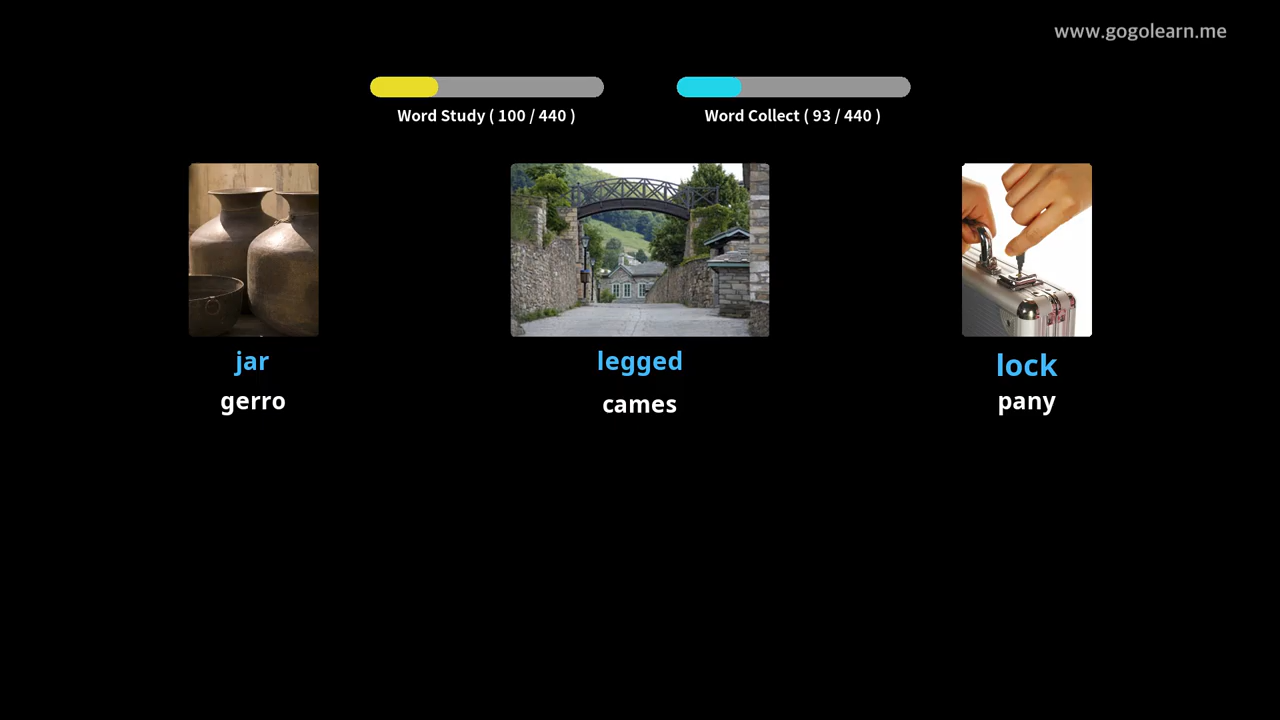 www.gogolearn.me
Word Study ( 100 / 440 )
Word Collect ( 93 / 440 )
jar
gerro
legged
cames
lock
pany